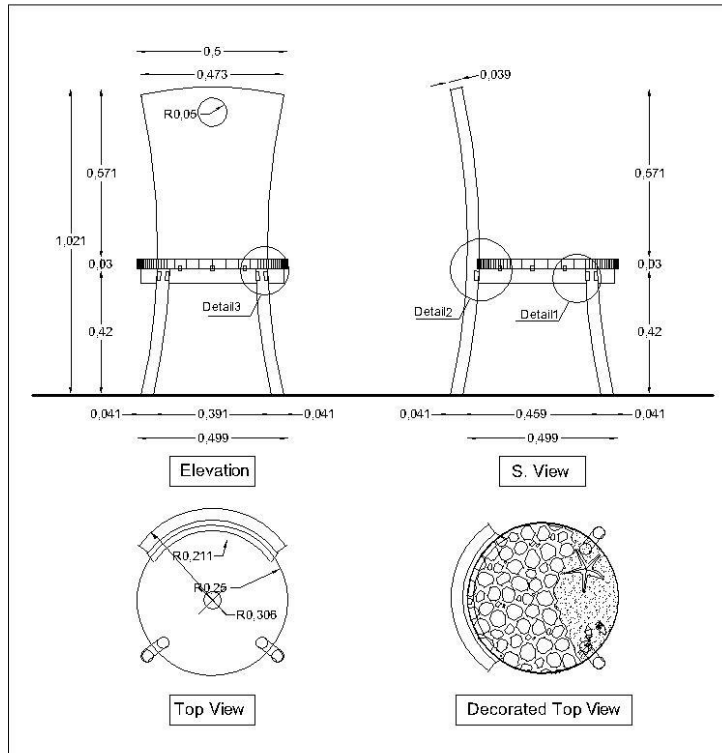 0,5
0,473
R0,05
0,571
1,021
0,03
0,42
Detail3
0,041 0,391 0,041
0,499
Elevation
0,039
0,571
0,03
0,42
Detail2
Detail1
0,041 0,459 0,041
0,499
S. View
R0,211
R0,25
R0,306
Top View
Decorated Top View